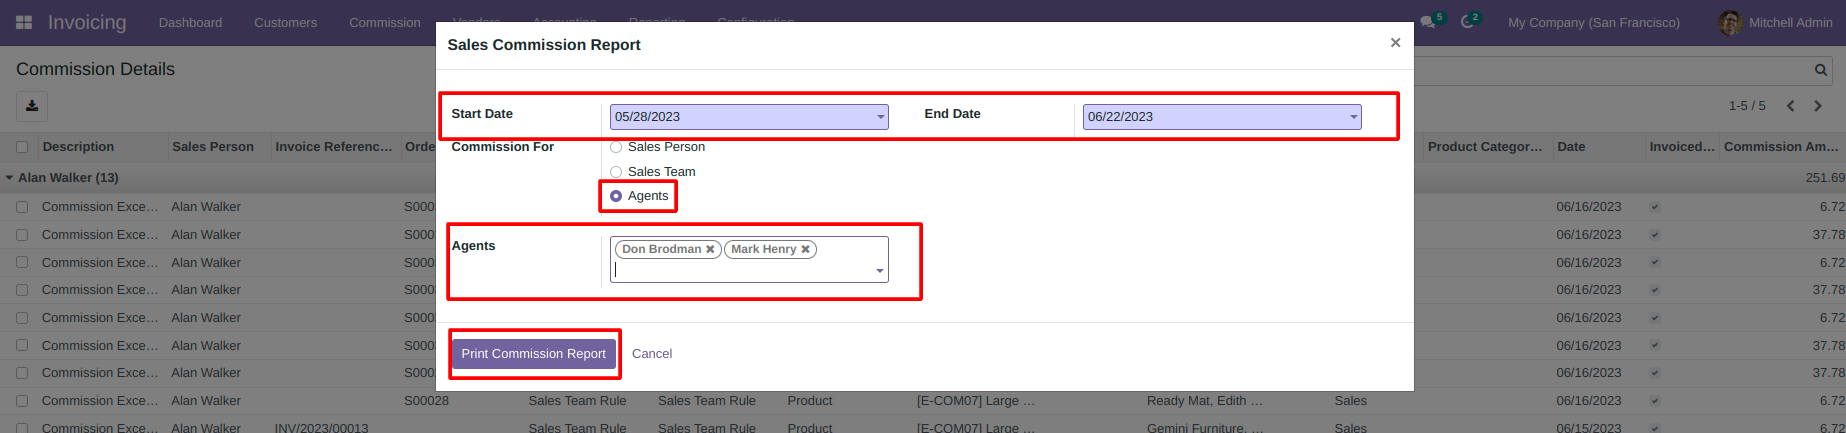 Invoicing Dashboard Customers Commission Vendors Accounting Reporting Configuration 5 2 My Company (San Francisco) Mitchell Admin
Sales Commission Report ×
Commission Details
1-5 / 5
Start Date 05/28/2023 End Date 06/22/2023
Description Sales Person Invoice Referenc... Orde Product Categor... Date Invoiced... Commission Am...
Commission For Sales Person
Sales Team
Agents
Alan Walker (13) 251.69
Commission Exce... Alan Walker 06/16/2023 6.72
Commission Exce... Alan Walker 06/16/2023 37.78
Agents Don Brodman Mark Henry
Commission Exce... Alan Walker 06/16/2023 6.72
Commission Exce... Alan Walker 06/16/2023 37.78
Commission Exce... Alan Walker 06/16/2023 6.72
Commission Exce... Alan Walker 06/16/2023 37.78
Print Commission Report Cancel
Commission Exce... Alan Walker 06/16/2023 37.78
Commission Exce... Alan Walker S00028 Sales Team Rule Sales Team Rule Product [E-COM07] Large ... Ready Mat, Edith ... Sales 06/16/2023 6.72
Commission Exce... Alan Walker INV/2023/00013 Sales Team Rule Sales Team Rule Product [E-COM07] Large ... Gemini Furniture, ... Sales 06/15/2023 6.72